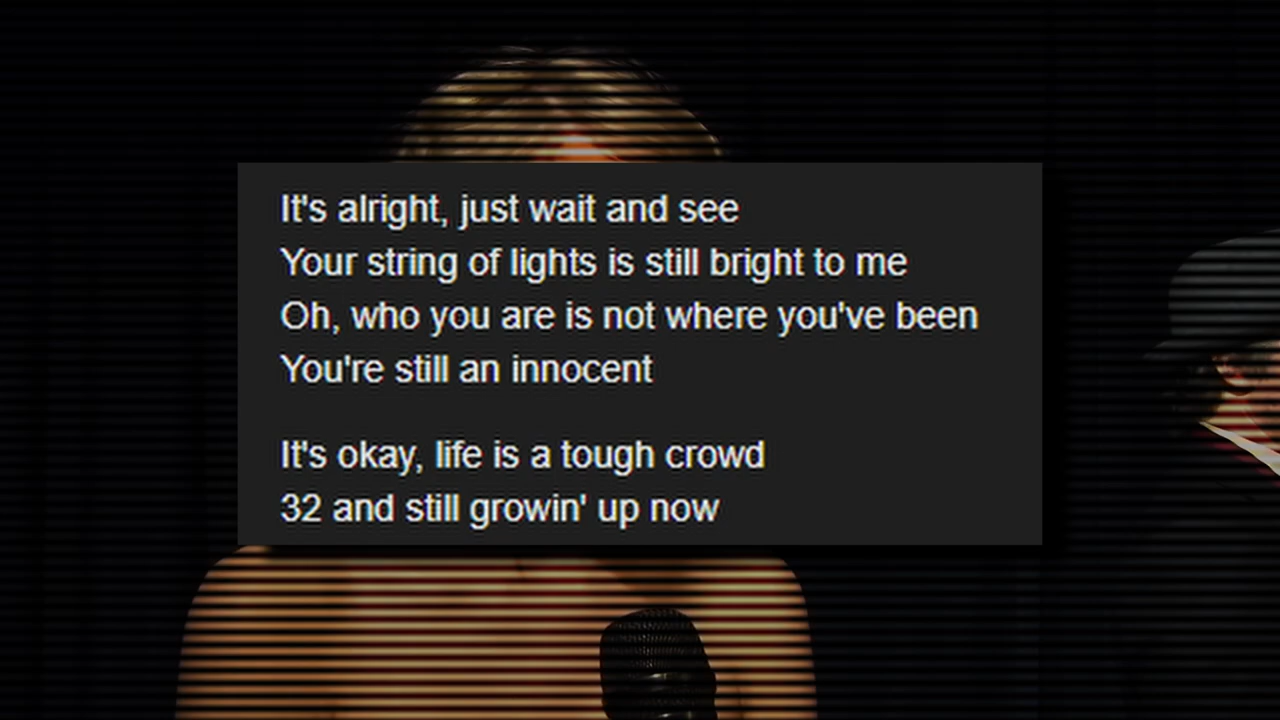 It's alright, just wait and see
Your string of lights is still bright to me
Oh, who you are is not where you've been
You're still an innocent
It's okay, life is a tough crowd
32 and still growin' up now